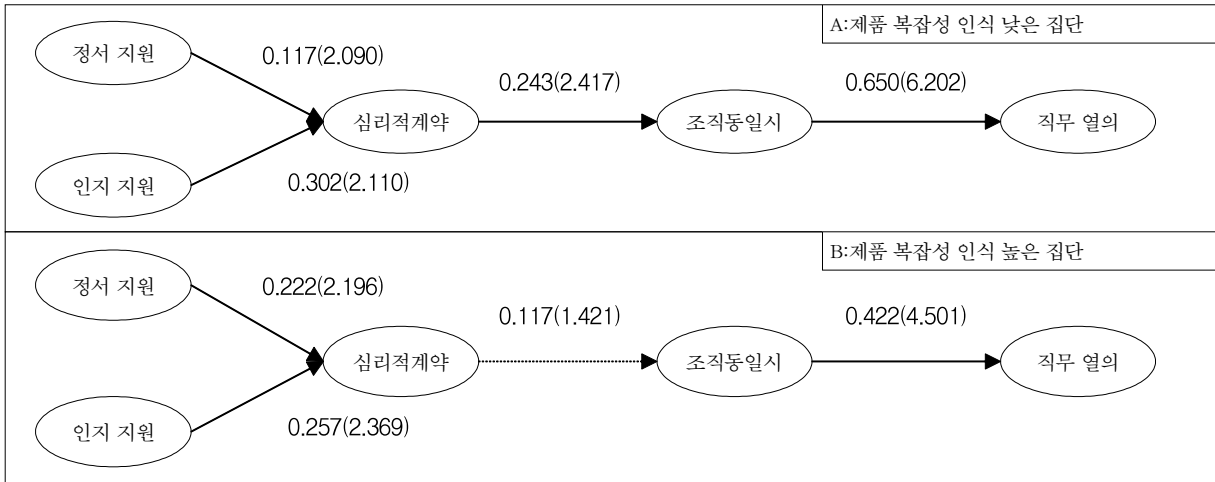 A:제품 복잡성 인식 낮은 집단
정서 지원
0.117(2.090)
0.243(2.417)
0.650(6.202)
심리적계약
조직동일시
직무 열의
인지 지원
0.302(2.110)
B:제품 복잡성 인식 높은 집단
정서 지원
0.222(2.196)
0.117(1.421)
0.422(4.501)
심리적계약
조직동일시
직무 열의
인지 지원
0.257(2.369)